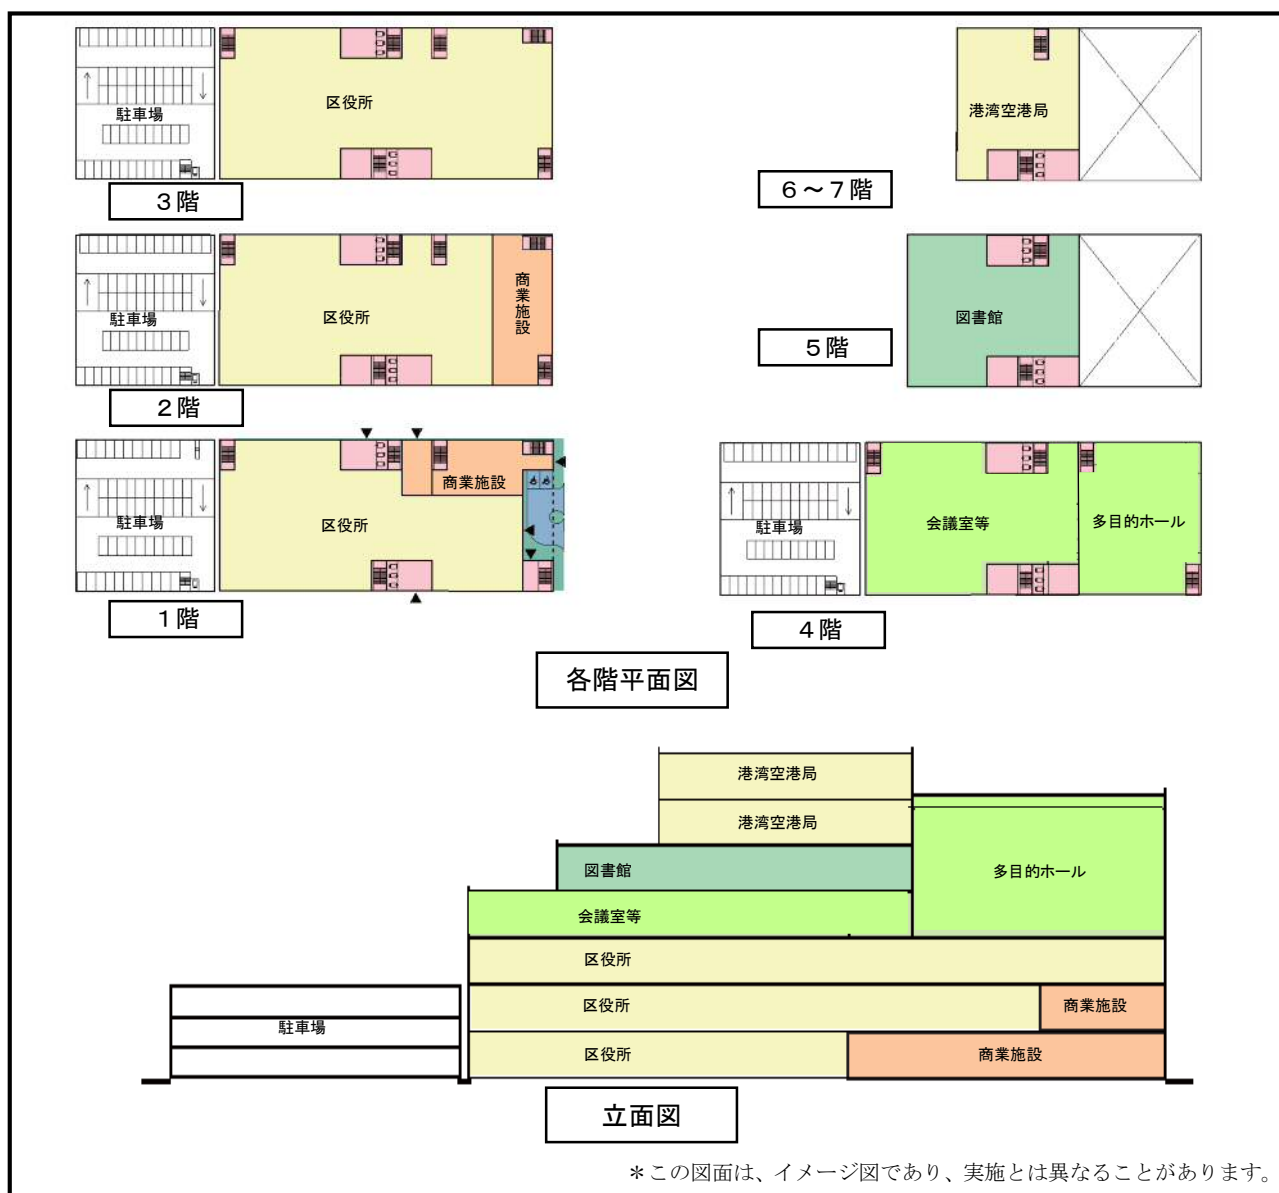 区役所
駐車場
3階
港湾空港局
6～7階
商業施設
区役所
駐車場
2階
図書館
5階
商業施設
区役所
駐車場
1階
会議室等
多目的ホール
駐車場
4階
各階平面図
港湾空港局
港湾空港局
図書館
多目的ホール
会議室等
区役所
区役所
商業施設
駐車場
区役所
商業施設
立面図
＊この図面は、イメージ図であり、実施とは異なることがあります。